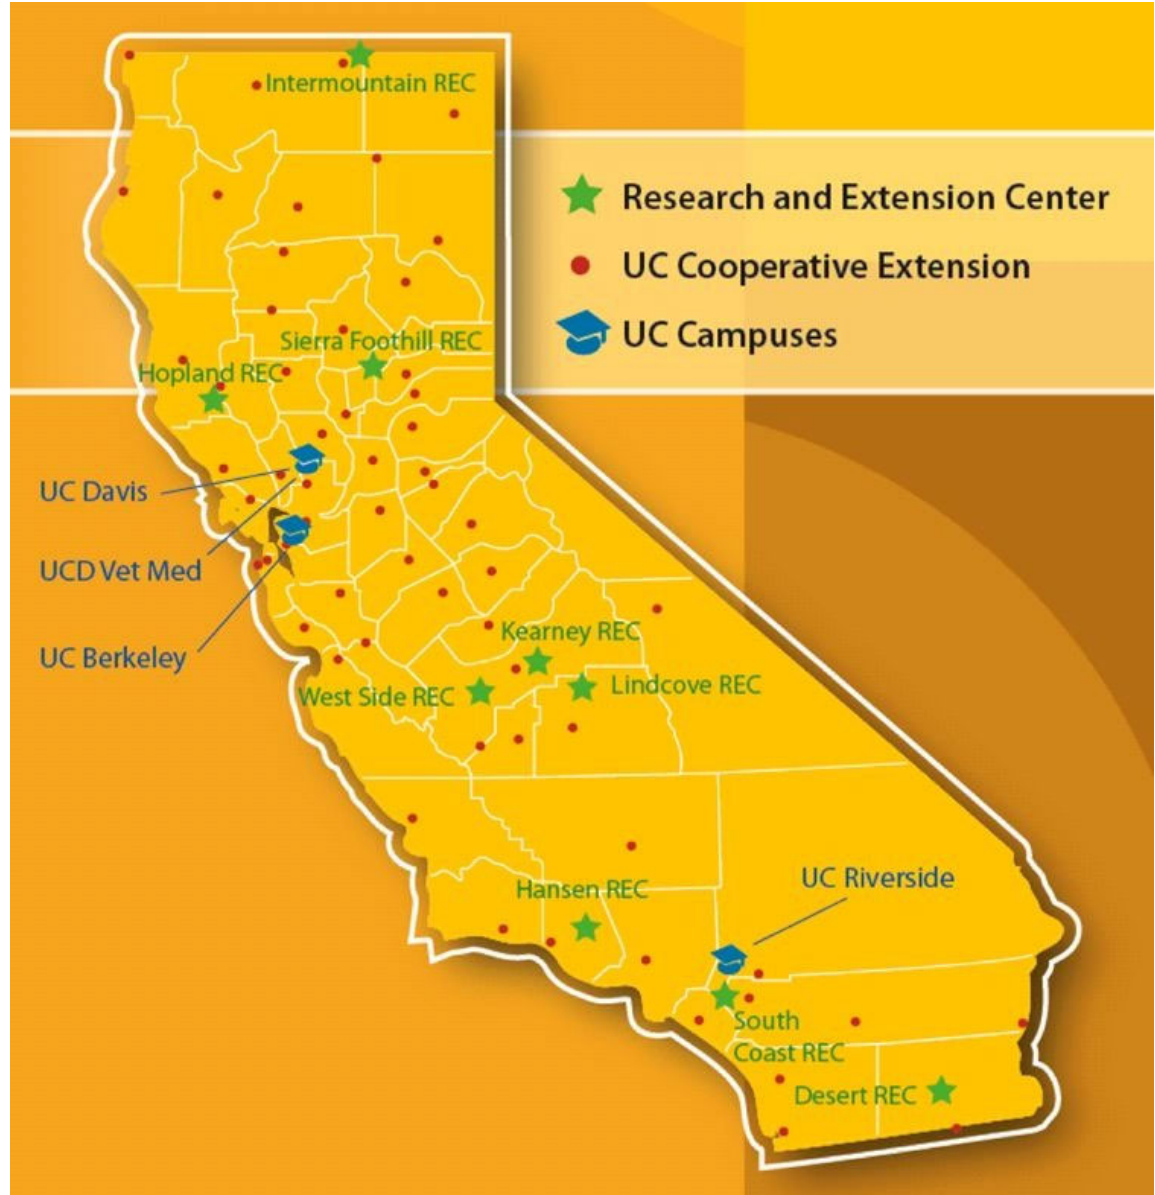 Intermountain REC
Research and Extension Center
UC Cooperative Extension
UC Campuses
Sierra Foothill REC
Hopland REC
UC Davis
UCD Vet Med
UC Berkeley
Kearney REC
West Side REC
Lindcove REC
Hansen REC
UC Riverside
South
Coast REC
Desert REC